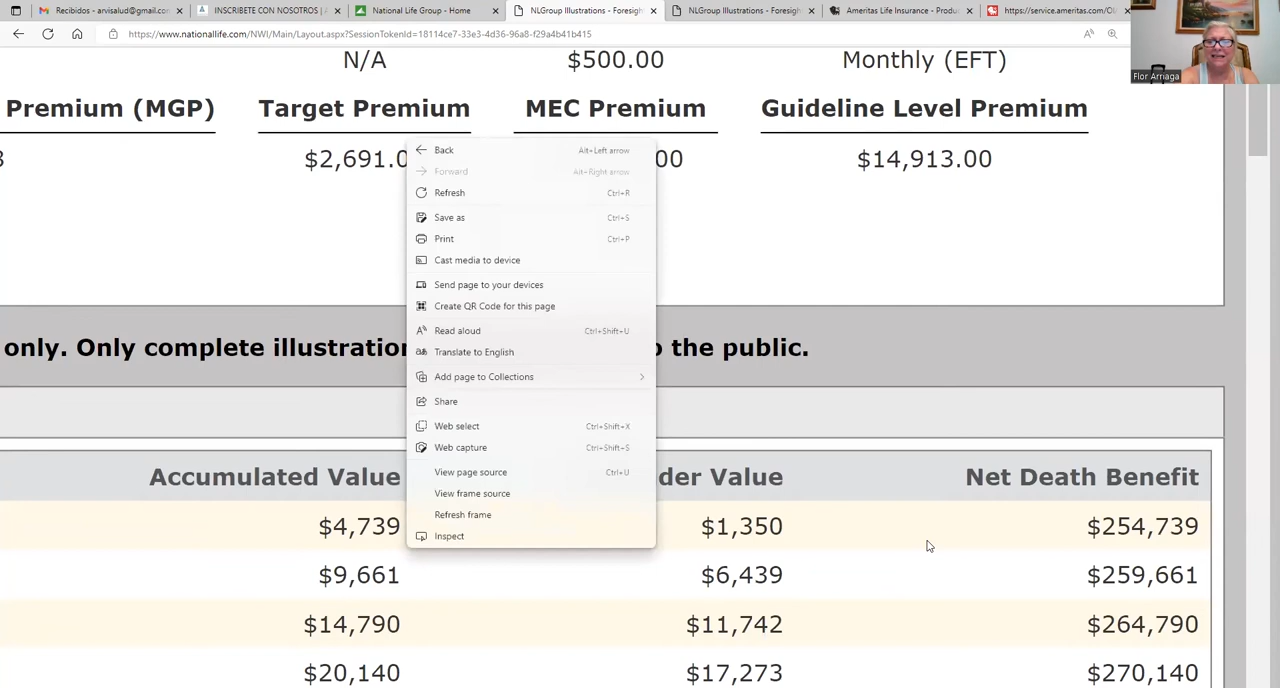 Recibidos - arvisalud@gmail.co
INSCRIBETE CON NOSOTROS | A
National Life Group - Home
NLGroup Illustrations - Foresigh
NLGroup Illustrations - Foresigh
Ameritas Life Insurance - Produc
https://service.ameritas.com/OI/
https://www.nationallife.com/NWI/Main/Layout.aspx?SessionTokenId=18114ce7-33e3-4d36-96a8-f29a4b41b415
Flor Arriaga
N/A $500.00 Monthly (EFT)
Premium (MGP) Target Premium MEC Premium Guideline Level Premium
$2,691.0 00 $14,913.00
Back Alt+Left arrow
Forward Alt+Right arrow
Refresh Ctrl+R
Save as Ctrl+S
Print Ctrl+P
Cast media to device
Send page to your devices
Create QR Code for this page
Read aloud Ctrl+Shift+U
Translate to English
Add page to Collections
Share
Web select Ctrl+Shift+X
Web capture Ctrl+Shift+S
View page source Ctrl+U
View frame source
Refresh frame
Inspect
only. Only complete illustration o the public.
Accumulated Value der Value Net Death Benefit
$4,739 $1,350 $254,739
$9,661 $6,439 $259,661
$14,790 $11,742 $264,790
$20,140 $17,273 $270,140